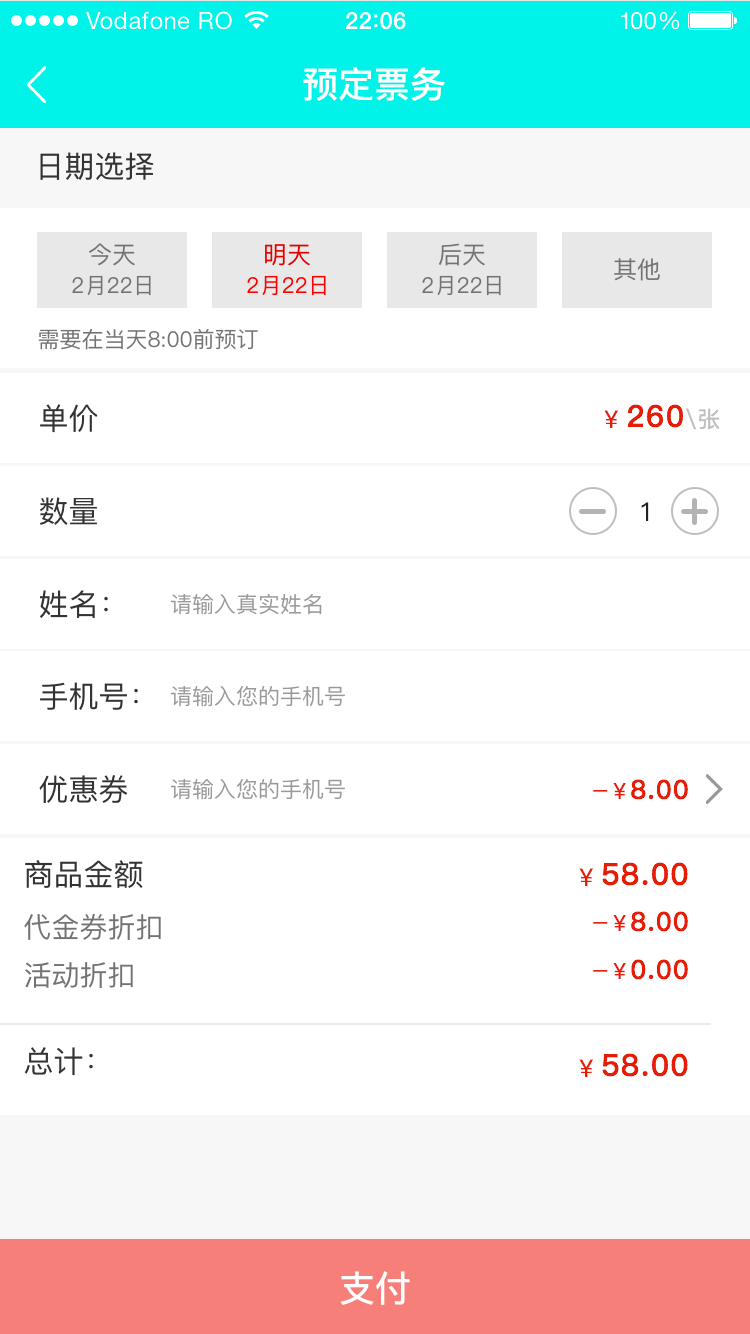 Vodafone RO 22:06 100%
预定票务
日期选择
今天 明天 后天 其他
2月22日 2月22日 2月22日
需要在当天8:00前预订
单价 ¥ 260\张
数量 1
姓名： 请输入真实姓名
手机号： 请输入您的手机号
优惠券 请输入您的手机号 －¥8.00
商品金额 ¥ 58.00
代金券折扣 －¥8.00
活动折扣 －¥0.00
总计： ¥ 58.00
支付